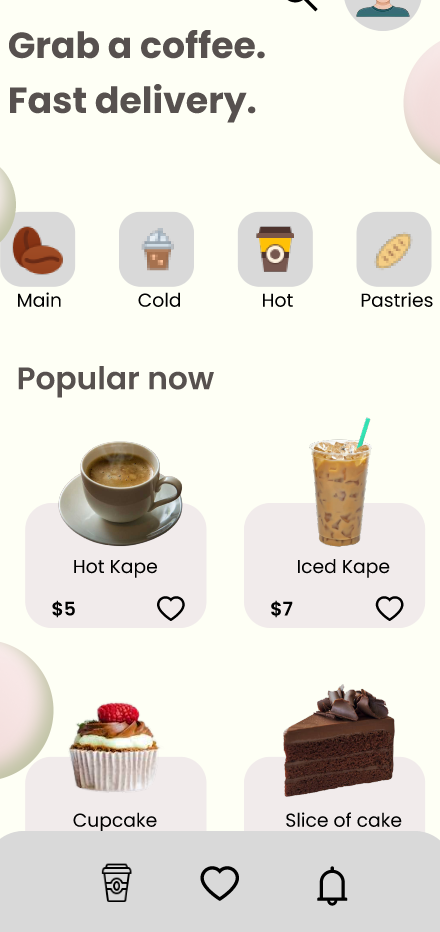 Grab a coffee.
Fast delivery.
Main Cold Hot Pastries
Popular now
Hot Kape Iced Kape
$5 $7
Cupcake Slice of cake